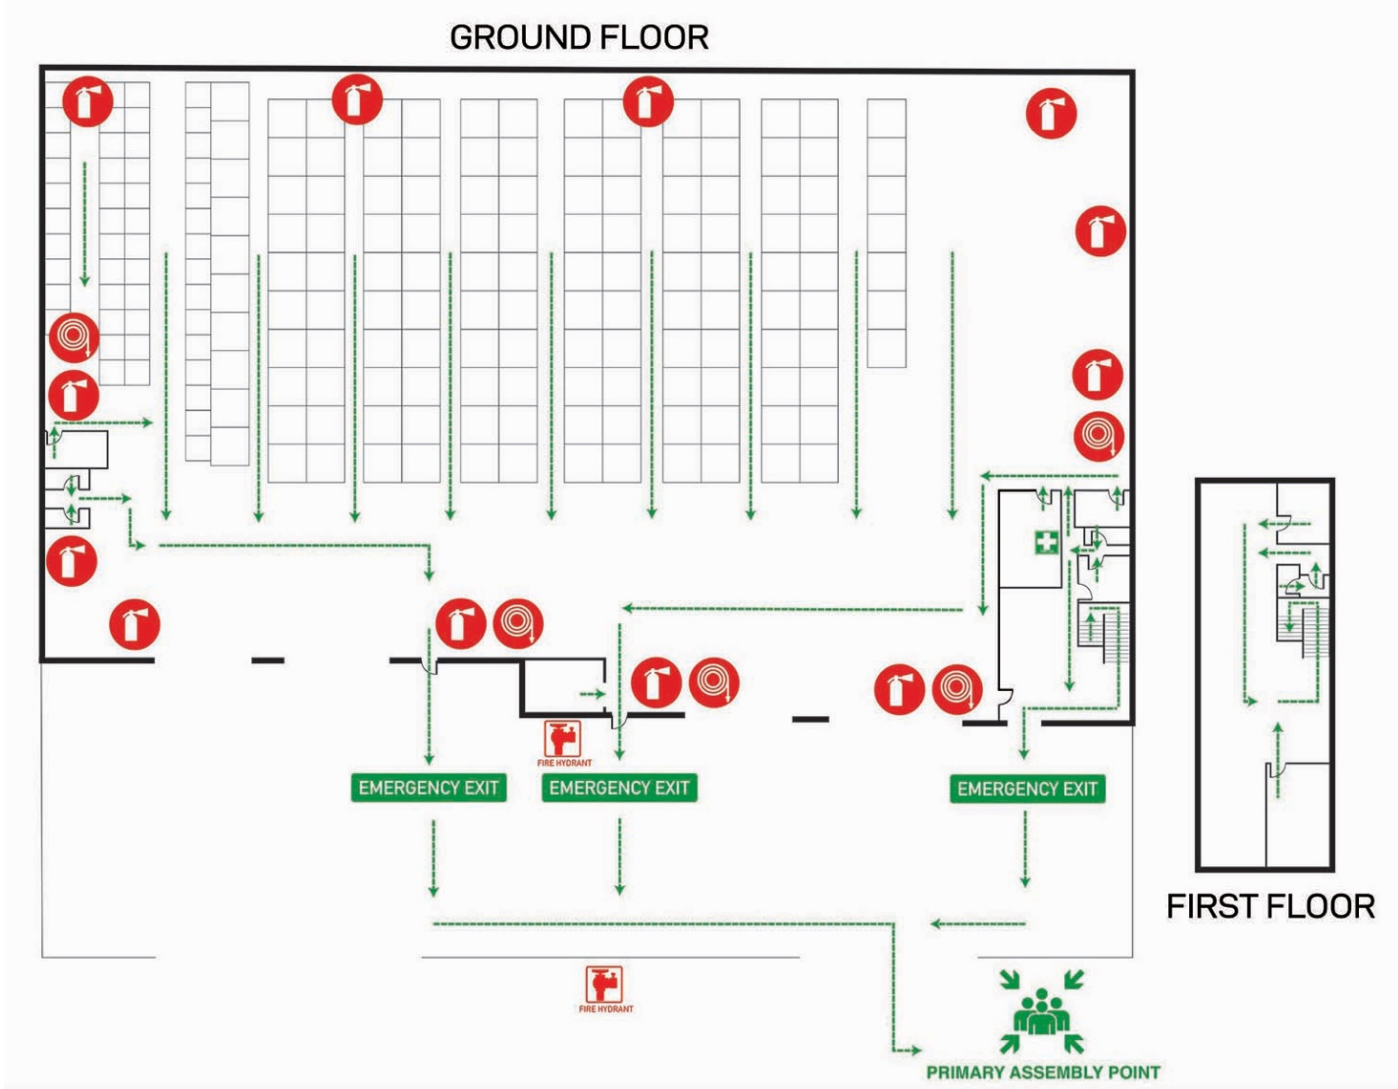 GROUND FLOOR
FIRE HYDRANT
EMERGENCY EXIT
EMERGENCY EXIT
EMERGENCY EXIT
FIRST FLOOR
FIRE HYDRANT
PRIMARY ASSEMBLY POINT